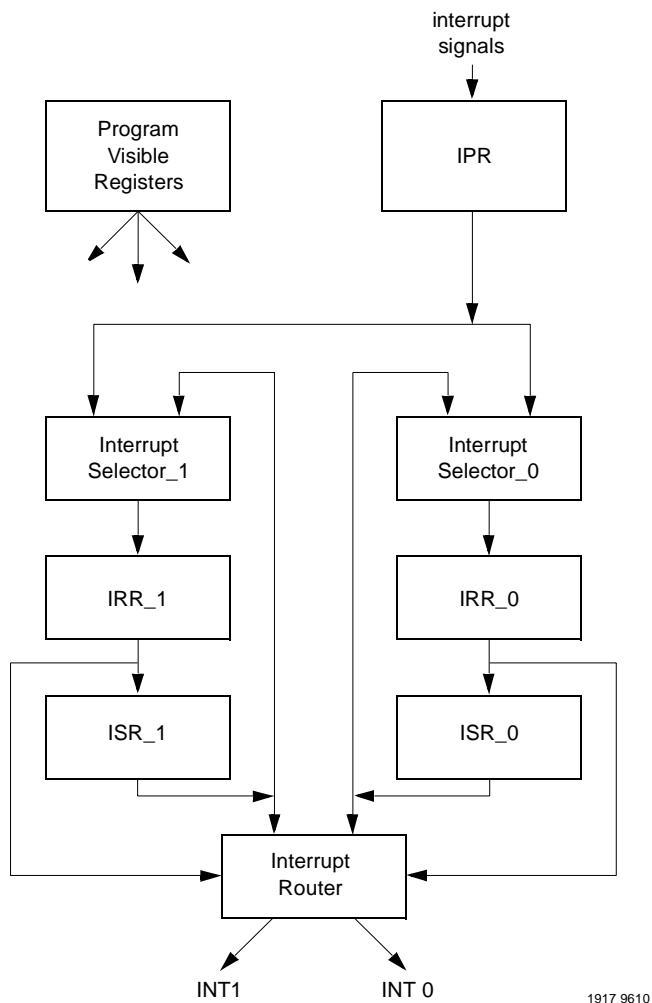 interrupt
signals
Program
Visible
Registers
IPR
Interrupt
Selector_1
Interrupt
Selector_0
IRR_1
IRR_0
ISR_1
ISR_0
Interrupt
Router
INT1
INT 0
1917 9610